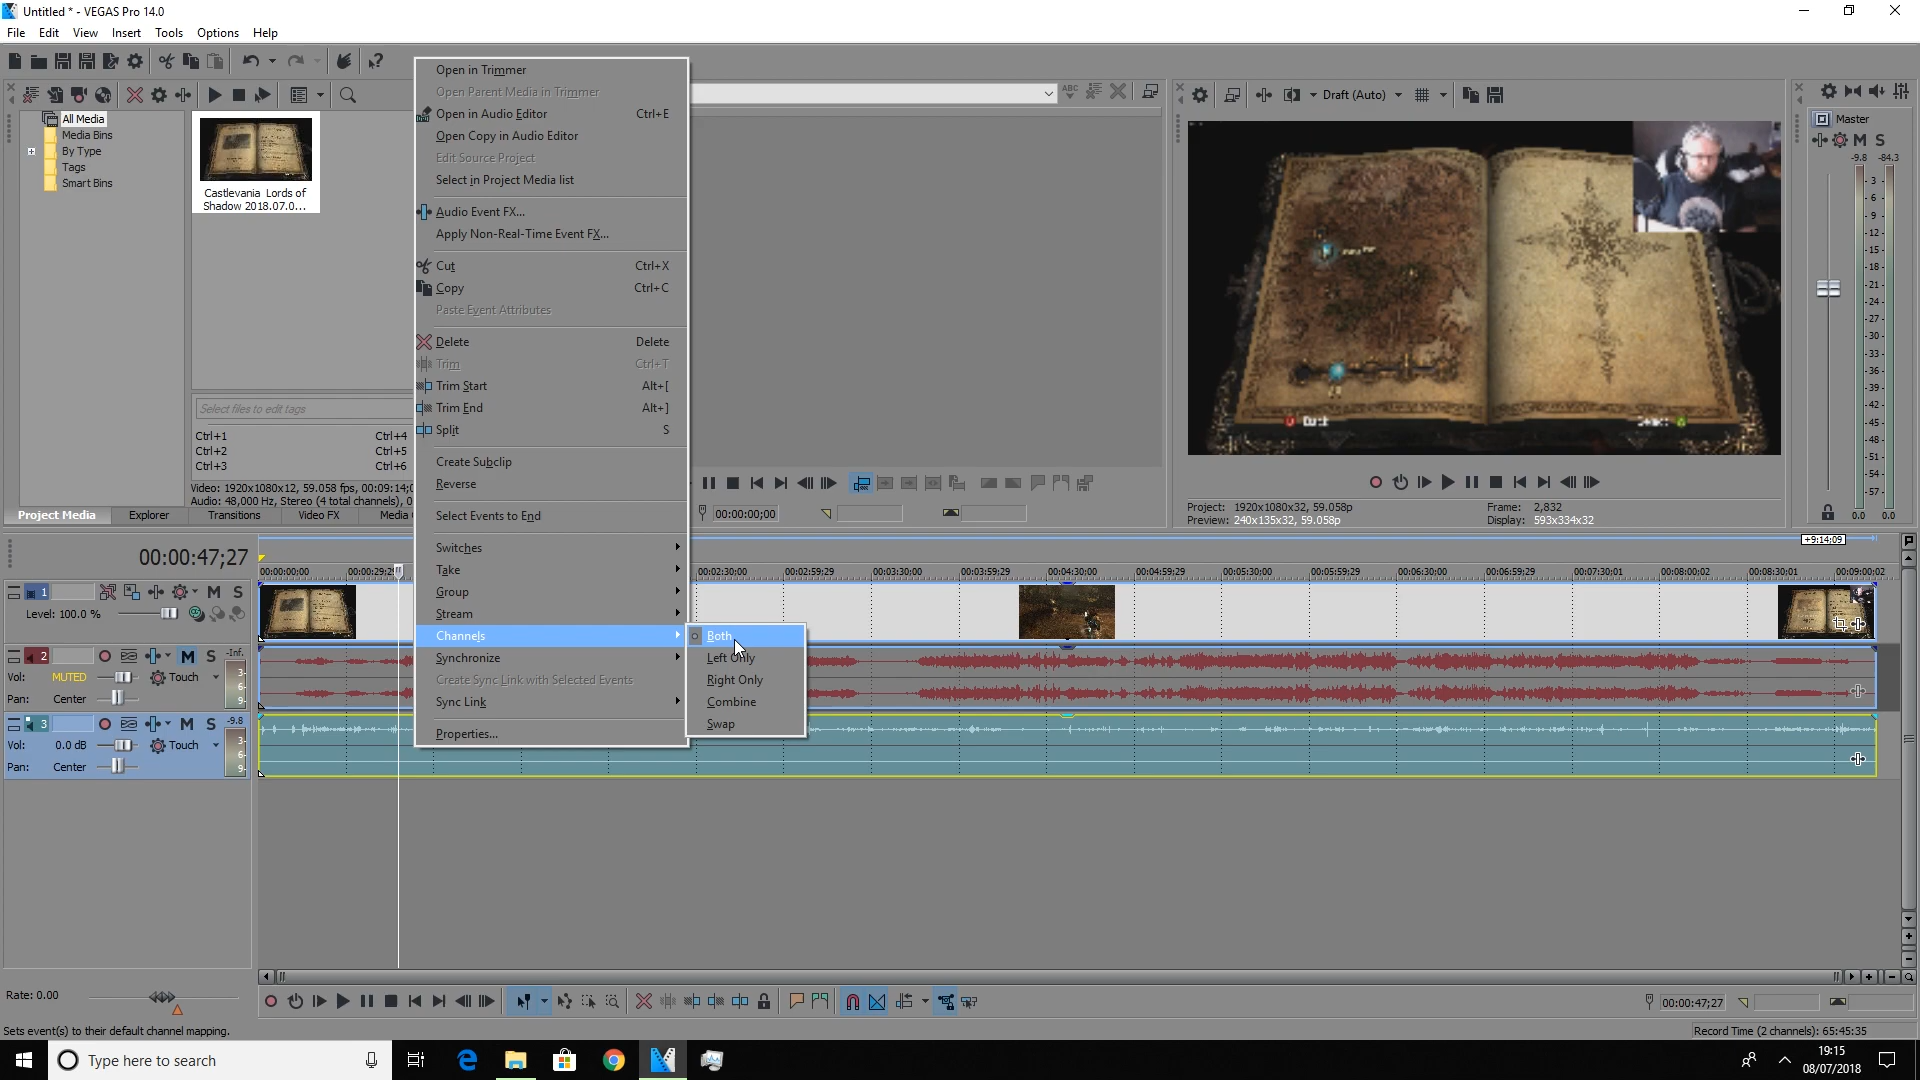 Untitled * - VEGAS Pro 14.0
File Edit View Insert Tools Options Help
All Media
Media Bins
By Type
Tags
Smart Bins
Castlevania Lords of
Shadow 2018.07.0...
Select files to edit tags
Ctrl+1 Ctrl+4
Ctrl+2 Ctrl+5
Ctrl+3 Ctrl+6
Video: 1920x1080x12, 59.058 fps, 00:09:14;0
Audio: 48,000 Hz, Stereo (4 total channels), 0
Project Media Explorer Transitions Video FX Media
Open in Trimmer
Open Parent Media in Trimmer
Open in Audio Editor Ctrl+E
Open Copy in Audio Editor
Edit Source Project
Select in Project Media list
Audio Event FX...
Apply Non-Real-Time Event FX...
Cut Ctrl+X
Copy Ctrl+C
Paste Event Attributes
Delete Delete
Trim Ctrl+T
Trim Start Alt+[
Trim End Alt+]
Split S
Create Subclip
Reverse
Select Events to End
Switches
Take
Group
Stream
Channels
Synchronize
Create Sync Link with Selected Events
Sync Link
Properties...
Both
Left Only
Right Only
Combine
Swap
00:00:00;00
Draft (Auto)
Project: 1920x1080x32, 59.058p
Preview: 240x135x32, 59.058p
Frame: 2,832
Display: 593x334x32
Master
M S
-9.8 -84.3
-3-
-6-
-9-
-12-
-15-
-18-
-21-
-24-
-27-
-30-
-33-
-36-
-39-
-42-
-45-
-48-
-51-
-54-
-57-
0.0 0.0
+9:14;09
00:00:47;27
00:00:00;00 00:00:29;29 00:02:30;00 00:02:59;29 00:03:30;00 00:03:59;29 00:04:30;00 00:04:59;29 00:05:30;00 00:05:59;29 00:06:29;29 00:06:59;29 00:07:30;01 00:08:00;02 00:08:30;01 00:09:00;02
1 M S
Level: 100.0 %
2 M S -Inf.
Vol: MUTED Touch 3-
6-
Pan: Center 9-
3 M S -9.8
Vol: 0.0 dB Touch 3-
6-
Pan: Center 9-
Rate: 0.00
00:00:47;27
Sets event(s) to their default channel mapping.
Record Time (2 channels): 65:45:35
Type here to search
19:15
08/07/2018